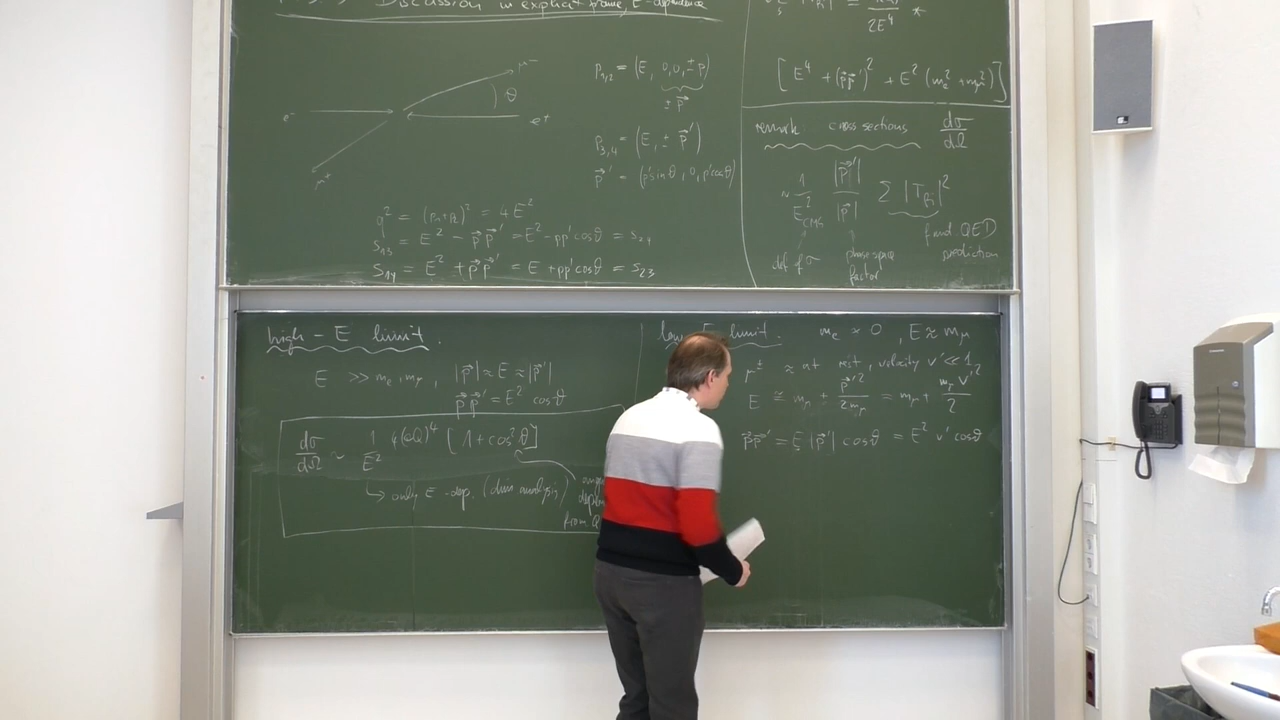 Discussion in explicit frame, E-dependence
μ⁻
θ
e⁻
e⁺
μ⁺
p₁,₂ = (E, 0,0,±p)
± p⃗
p₃,₄ = (E, ± p⃗')
p⃗' = (p'sinθ, 0, p'cosθ)
q² = (p₁+p₂)² = 4E²
s₁₃ = E² − p⃗p⃗' = E²−pp'cosθ = s₂₄
s₁₄ = E² + p⃗p⃗' = E+pp'cosθ = s₂₃
2E⁴ *
[E⁴ + (p⃗p⃗')² + E²(mₑ²+m_μ²)]
remark cross sections dσ/dΩ
~ 1/E²_CMS |p⃗'|/|p⃗| Σ |T_fi|²
def of σ
phase space
factor
find QED
prediction
high-E limit.
E ≫ mₑ, m_μ, |p⃗| ≈ E ≈ |p⃗'|
p⃗p⃗' = E² cosθ
dσ/dΩ ~ 1/E² 4(eQ)⁴ [1+cos²θ]
↳ only E-dep. (dim analysis)
from Q
limit. mₑ ≈ 0, E ≈ m_μ
μ^± ≈ at rest, velocity v' ≪ 1,
E ≅ m_μ + p⃗'²/2m_μ = m_μ + m_μ v'²/2
p⃗p⃗' = E |p⃗'| cosθ = E² v' cosθ